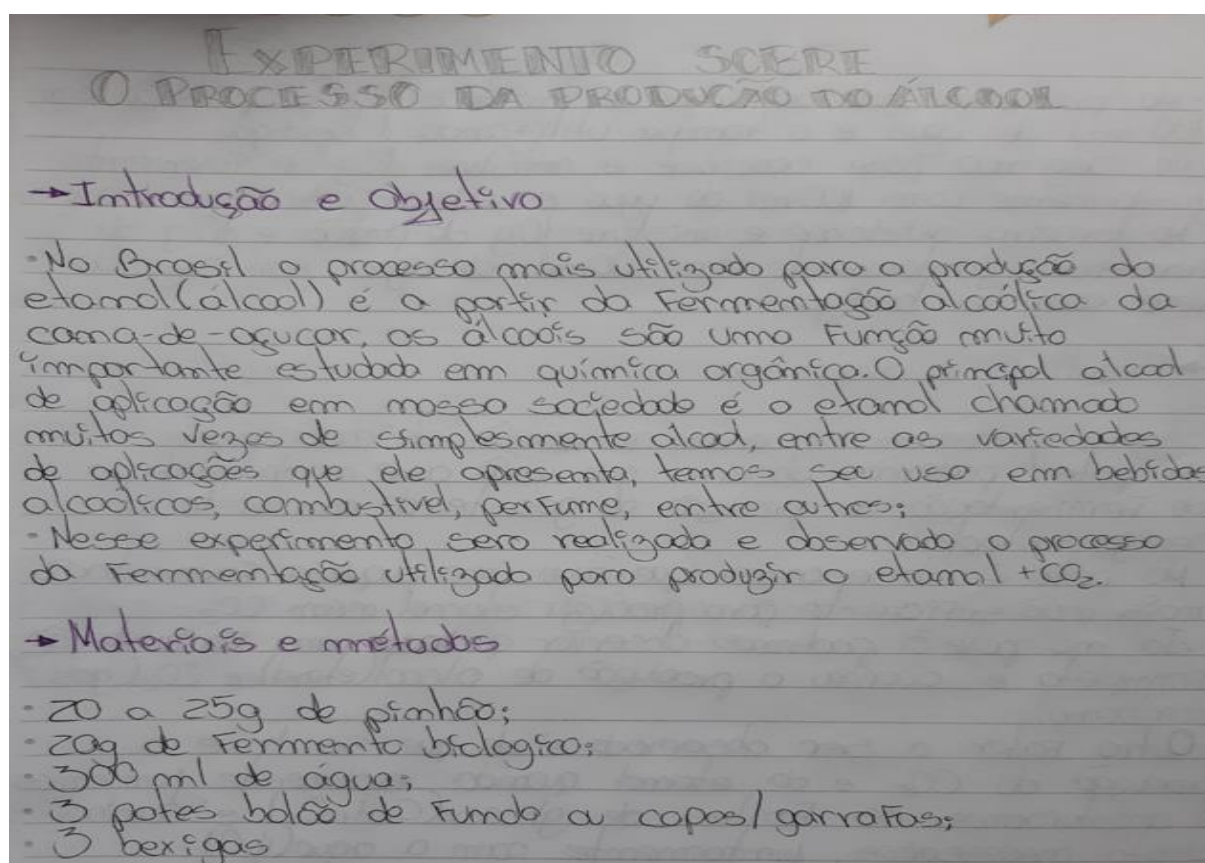 EXPERIMENTO SOBRE
O PROCESSO DA PRODUÇÃO DO ÁLCOOL
→Introdução e Objetivo
·No Brasil o processo mais utilizado para a produção do
etanol(álcool) é a partir da Fermentação alcoólica da
cana-de-açucar, os álcoois são uma Função muito
importante estudada em química orgânica. O principal alcool
de aplicação em nossa sociedade é o etanol chamado
muitas vezes de simplesmente álcool, entre as variedades
de aplicações que ele apresenta, temos seu uso em bebidas
alcoólicas, combustível, perfume, entre outros;
·Nesse experimento sera realizada e observado o processo
da Fermentação utilizada para produzir o etanol + CO₂.
→Materiais e métodos
·20 a 25g de pinhão;
·20g de Fermento biologico;
·300 ml de água;
·3 potes balão de Fundo ou copos/garrafas;
·3 bexigas